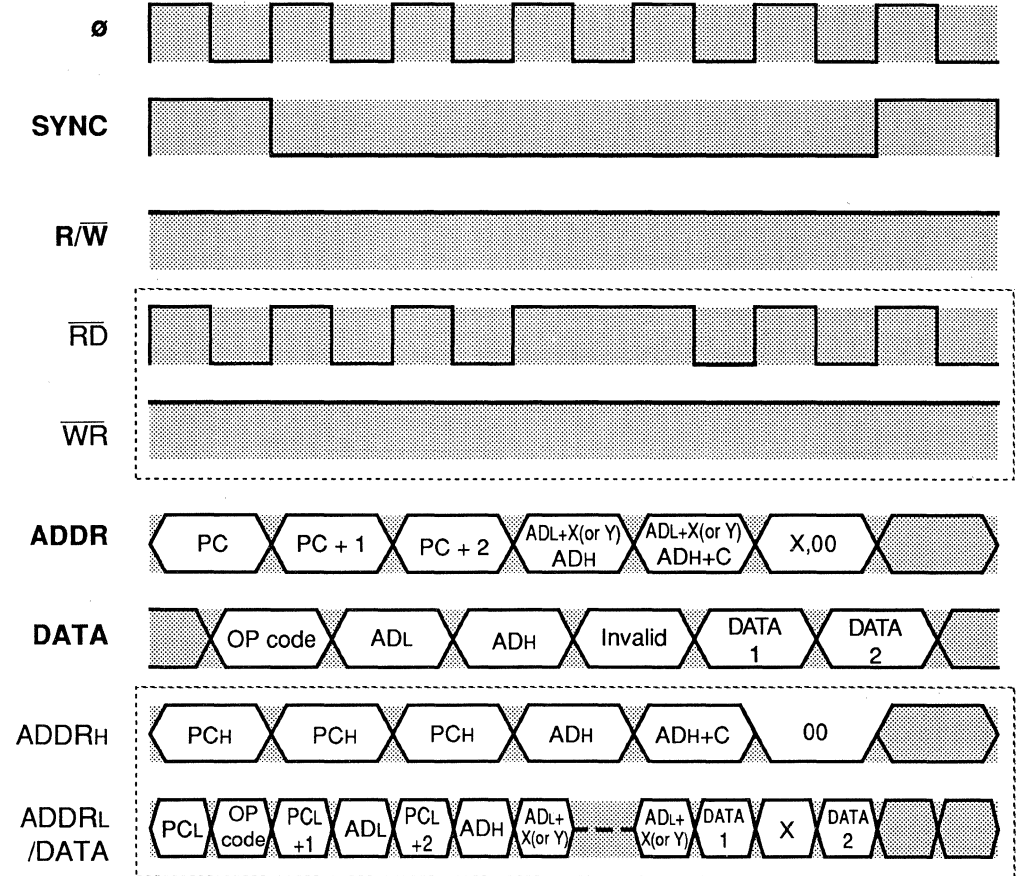 ø
SYNC
R/W̅
R̅D̅
W̅R̅
ADDR
PC
PC + 1
PC + 2
ADL+X(or Y)
ADH
ADL+X(or Y)
ADH+C
X,00
DATA
OP code
ADL
ADH
Invalid
DATA
1
DATA
2
ADDRH
PCH
PCH
PCH
ADH
ADH+C
00
ADDRL
/DATA
PCL
OP
code
PCL
+1
ADL
PCL
+2
ADH
ADL+
X(or Y)
ADL+
X(or Y)
DATA
1
X
DATA
2